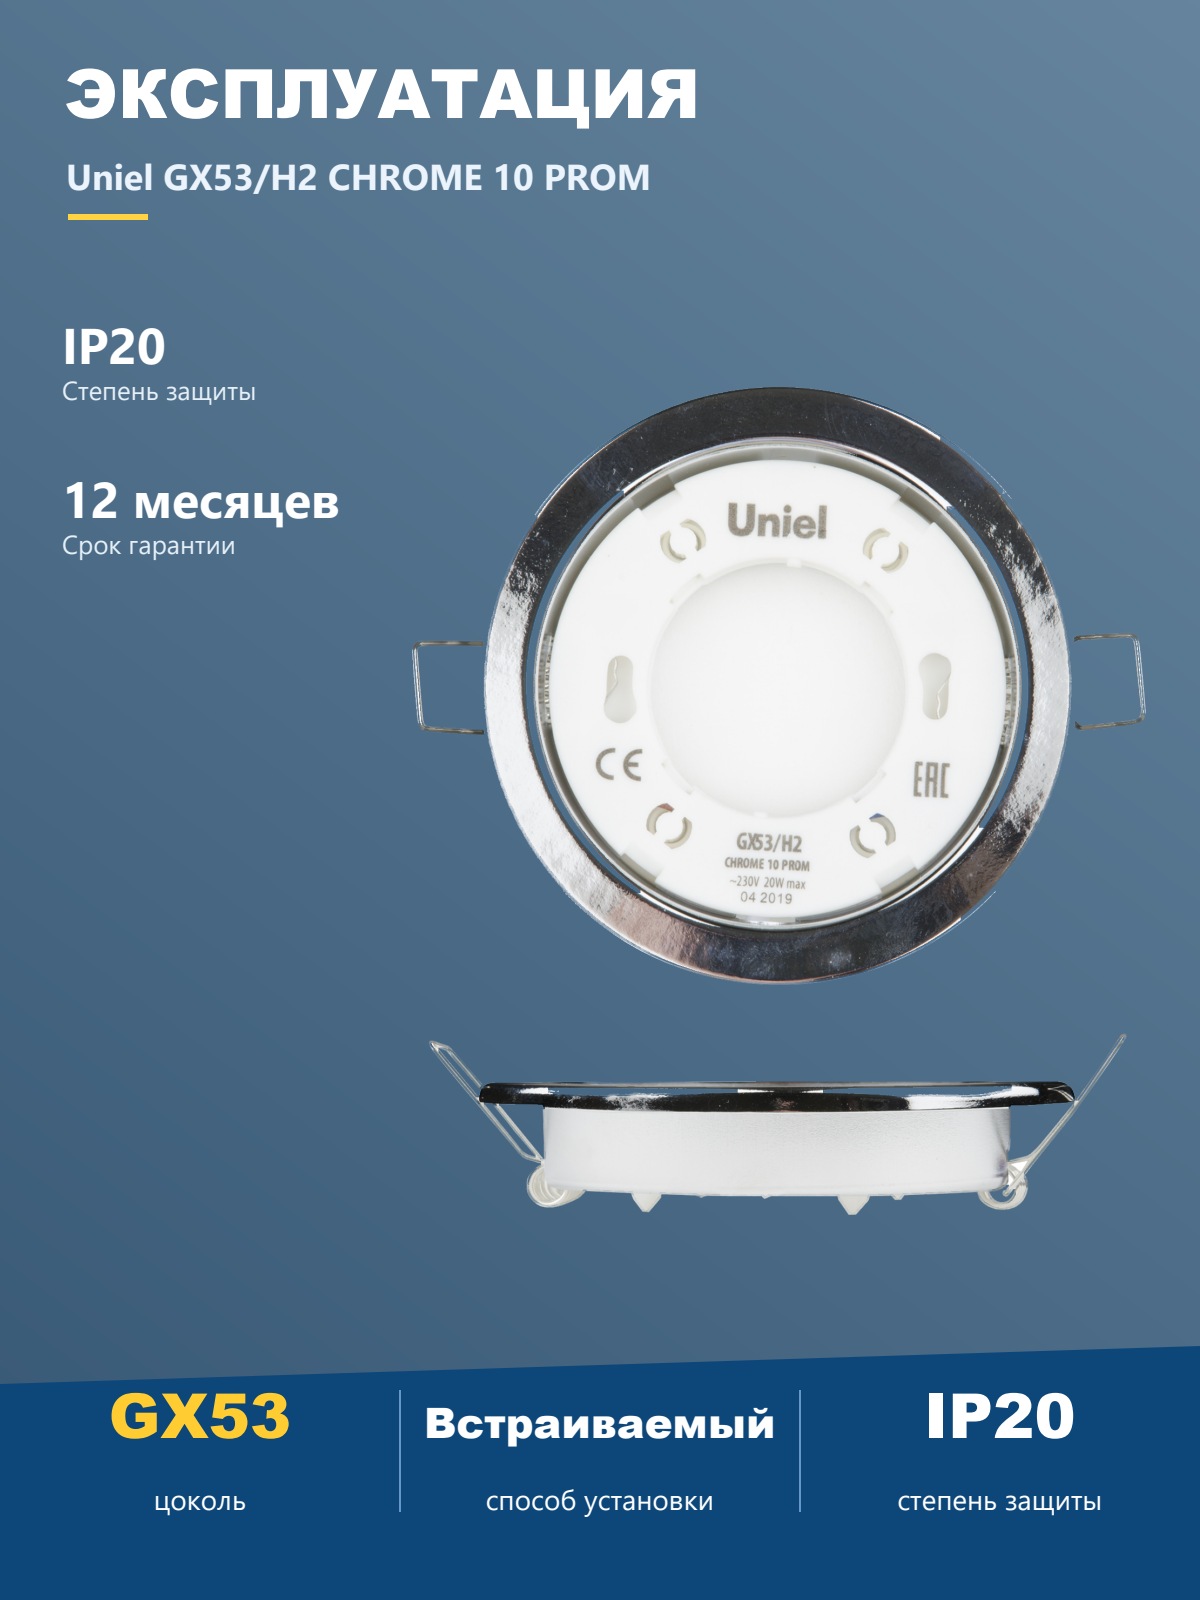 ЭКСПЛУАТАЦИЯ
Uniel GX53/H2 CHROME 10 PROM
IP20
Степень защиты
12 месяцев
Срок гарантии
Uniel
CE
EAC
GX53/H2
CHROME 10 PROM
~230V 20W max
04 2019
GX53
цоколь
Встраиваемый
способ установки
IP20
степень защиты